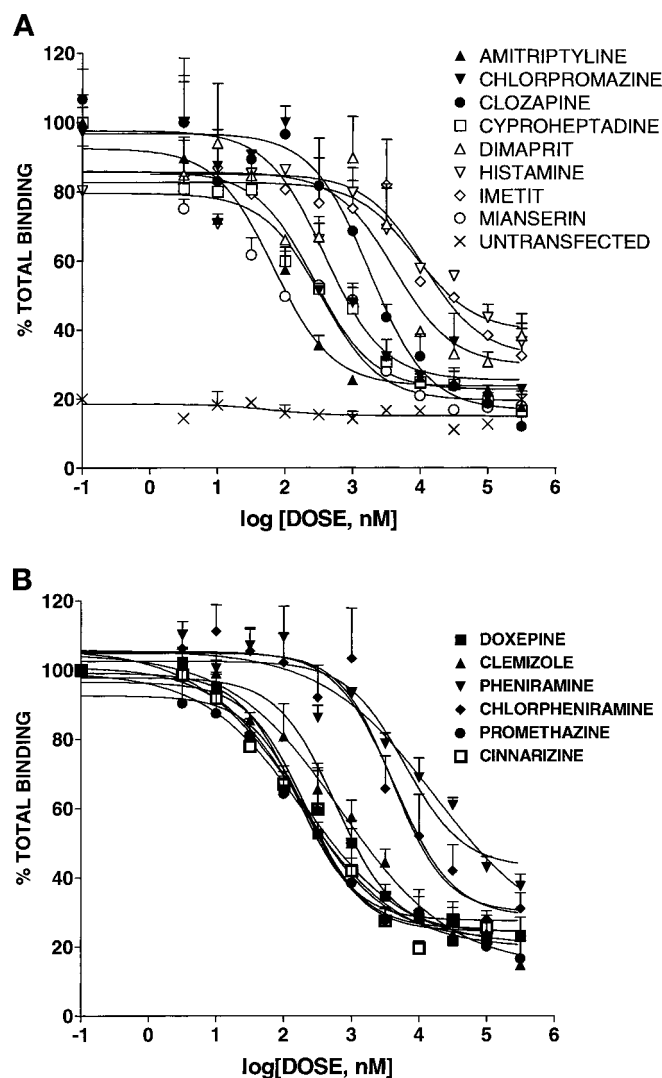 A
120
100
80
60
40
20
0
% TOTAL BINDING
-1 0 1 2 3 4 5 6
log [DOSE, nM]
AMITRIPTYLINE
CHLORPROMAZINE
CLOZAPINE
CYPROHEPTADINE
DIMAPRIT
HISTAMINE
IMETIT
MIANSERIN
UNTRANSFECTED
B
120
100
80
60
40
20
0
% TOTAL BINDING
-1 0 1 2 3 4 5 6
log[DOSE, nM]
DOXEPINE
CLEMIZOLE
PHENIRAMINE
CHLORPHENIRAMINE
PROMETHAZINE
CINNARIZINE